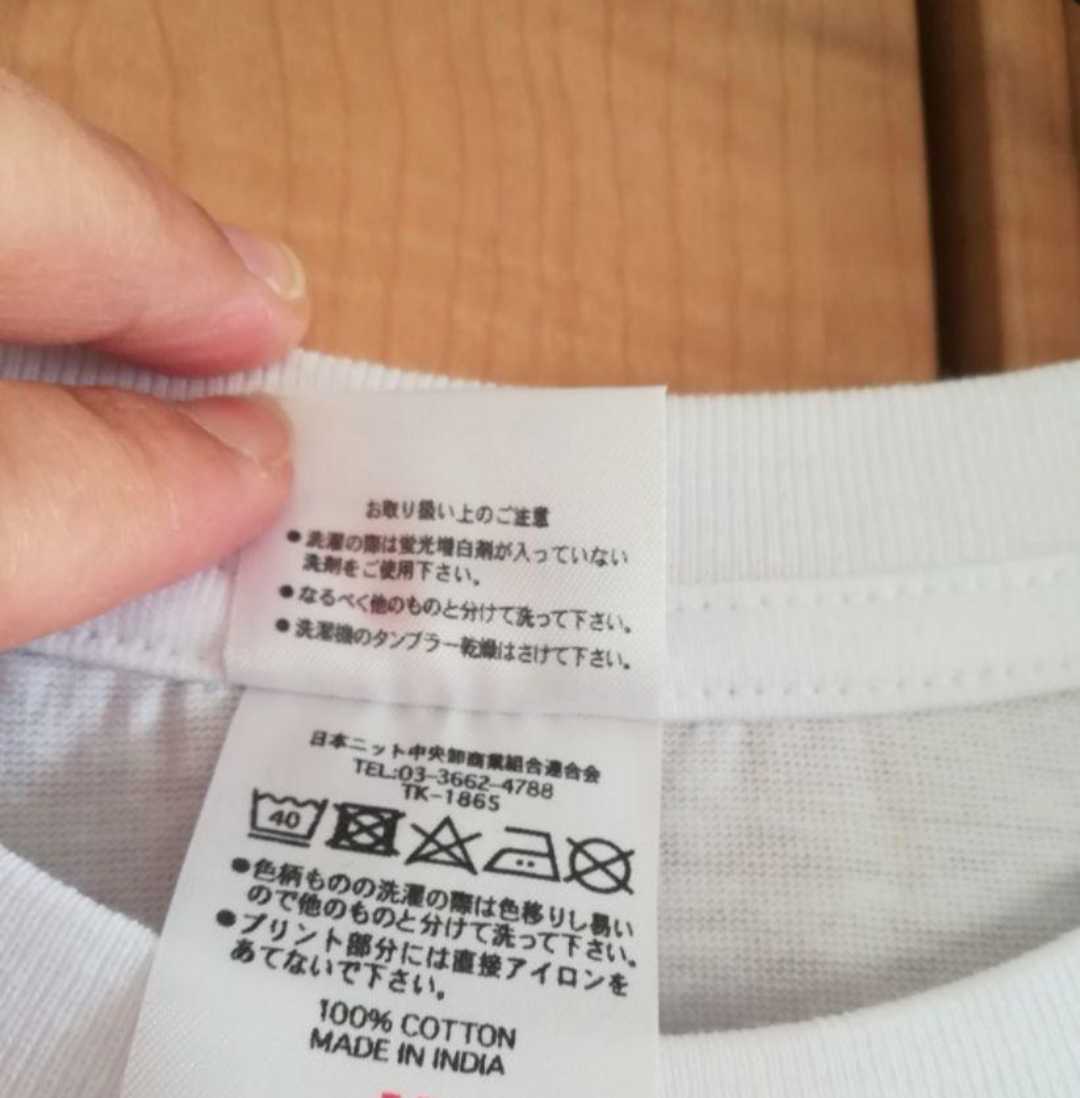 お取り扱い上のご注意
●洗濯の際は蛍光増白剤が入っていない
洗剤をご使用下さい。
●なるべく他のものと分けて洗って下さい。
●洗濯機のタンブラー乾燥はさけて下さい。
日本ニット中央卸商業組合連合会
TEL:03-3662-4788
TK-1865
40
●色柄ものの洗濯の際は色移りし易い
ので他のものと分けて洗って下さい。
●プリント部分には直接アイロンを
あてないで下さい。
100% COTTON
MADE IN INDIA